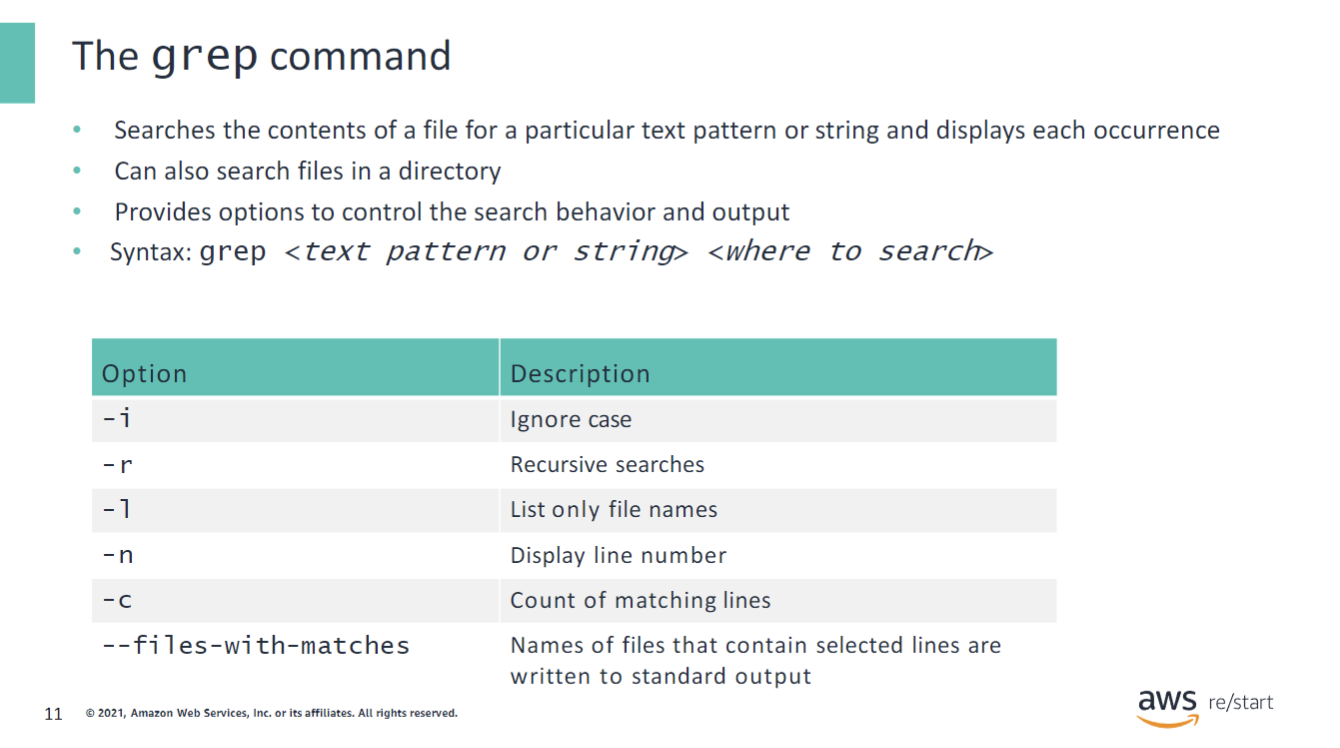 The grep command
• Searches the contents of a file for a particular text pattern or string and displays each occurrence
• Can also search files in a directory
• Provides options to control the search behavior and output
• Syntax: grep <text pattern or string> <where to search>
Option Description
-i Ignore case
-r Recursive searches
-l List only file names
-n Display line number
-c Count of matching lines
--files-with-matches Names of files that contain selected lines are
written to standard output
11 © 2021, Amazon Web Services, Inc. or its affiliates. All rights reserved.
aws re/start